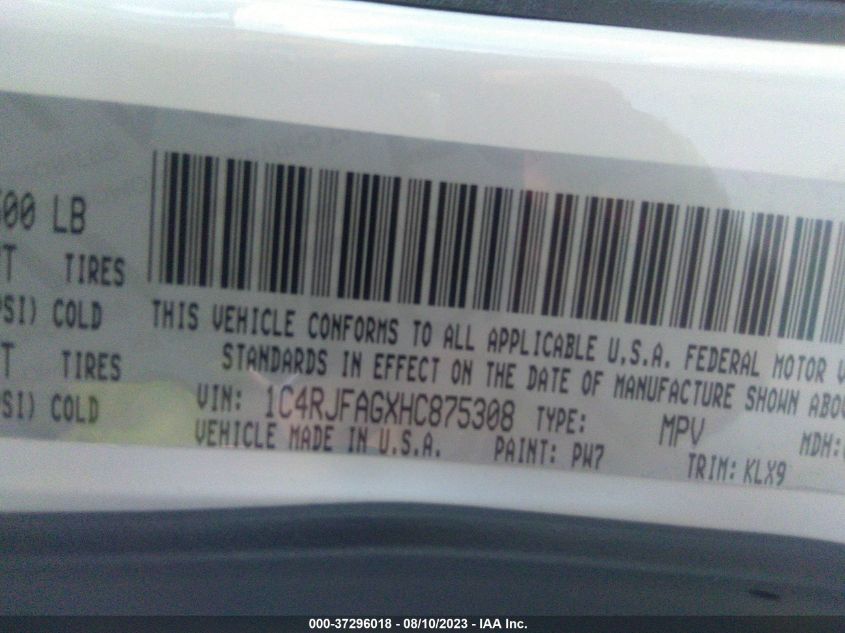 00 LB
T TIRES
SI) COLD
T TIRES
SI) COLD
THIS VEHICLE CONFORMS TO ALL APPLICABLE U.S.A. FEDERAL MOTOR V
STANDARDS IN EFFECT ON THE DATE OF MANUFACTURE SHOWN ABOV
VIN: 1C4RJFAGXHC875308 TYPE: MPV MDH:
VEHICLE MADE IN U.S.A. PAINT: PW7 TRIM: KLX9
000-37296018 - 08/10/2023 - IAA Inc.